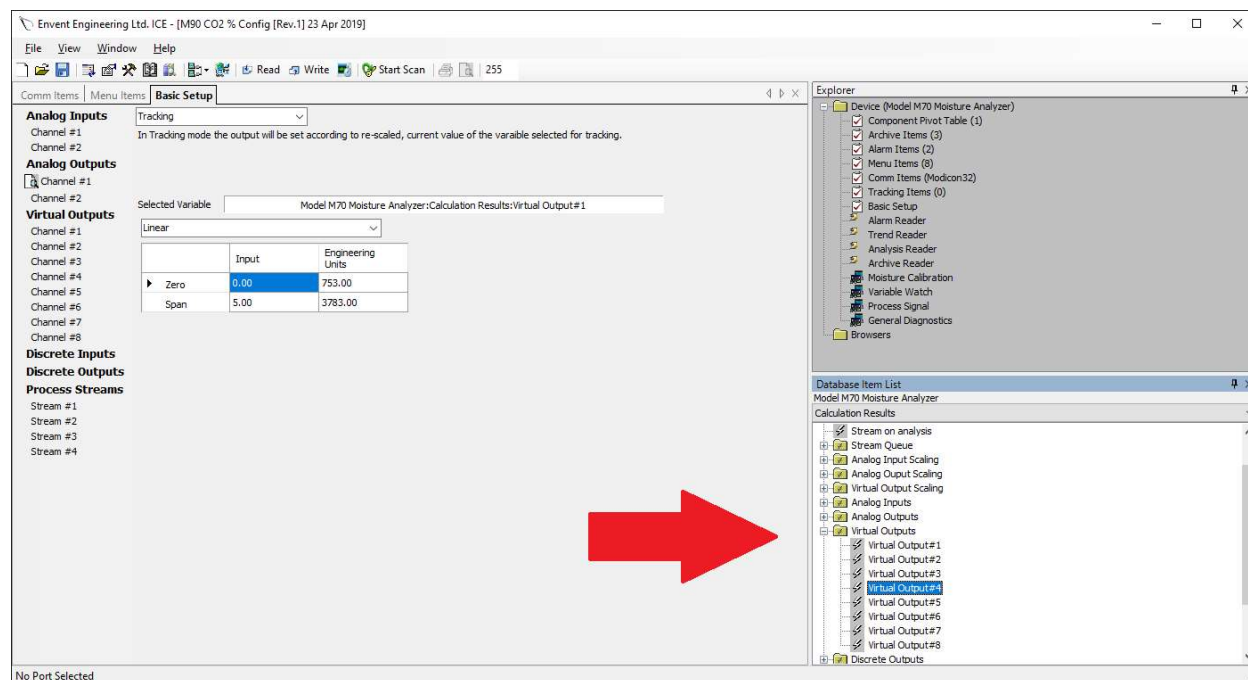 Envent Engineering Ltd. ICE - [M90 CO2 % Config [Rev.1] 23 Apr 2019]
File View Window Help
Read Write Start Scan 255
Comm Items Menu Items Basic Setup
Analog Inputs
Channel #1
Channel #2
Analog Outputs
Channel #1
Channel #2
Virtual Outputs
Channel #1
Channel #2
Channel #3
Channel #4
Channel #5
Channel #6
Channel #7
Channel #8
Discrete Inputs
Discrete Outputs
Process Streams
Stream #1
Stream #2
Stream #3
Stream #4
Tracking
In Tracking mode the output will be set according to re-scaled, current value of the varaible selected for tracking.
Selected Variable Model M70 Moisture Analyzer:Calculation Results:Virtual Output#1
Linear
Input Engineering
Units
Zero 0.00 753.00
Span 5.00 3783.00
Explorer
Device (Model M70 Moisture Analyzer)
Component Pivot Table (1)
Archive Items (3)
Alarm Items (2)
Menu Items (8)
Comm Items (Modicon32)
Tracking Items (0)
Basic Setup
Alarm Reader
Trend Reader
Analysis Reader
Archive Reader
Moisture Calibration
Variable Watch
Process Signal
General Diagnostics
Browsers
Database Item List
Model M70 Moisture Analyzer
Calculation Results
Stream on analysis
Stream Queue
Analog Input Scaling
Analog Ouput Scaling
Virtual Output Scaling
Analog Inputs
Analog Outputs
Virtual Outputs
Virtual Output#1
Virtual Output#2
Virtual Output#3
Virtual Output#4
Virtual Output#5
Virtual Output#6
Virtual Output#7
Virtual Output#8
Discrete Outputs
No Port Selected